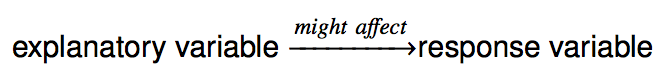 might affect
explanatory variable → response variable